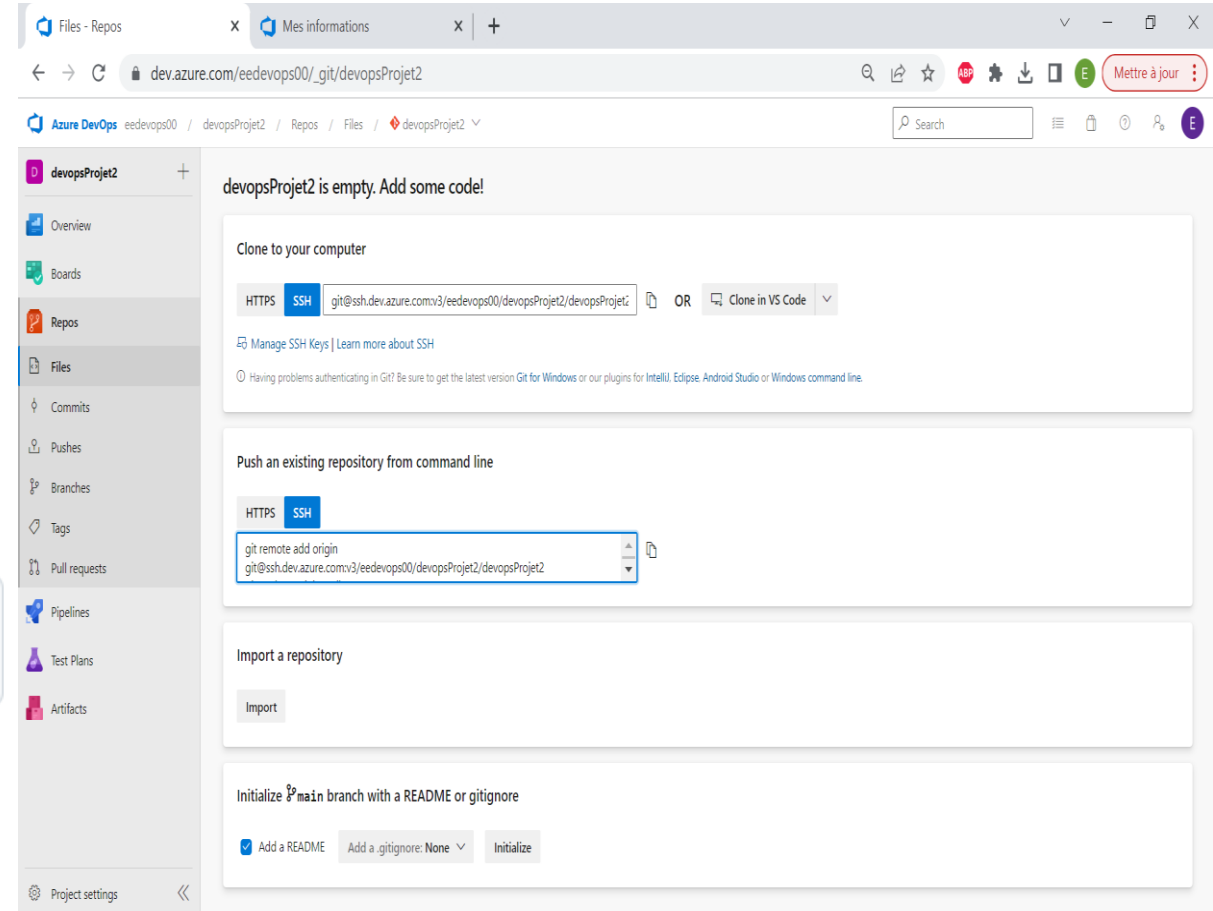 Files - Repos
Mes informations
dev.azure.com/eedevops00/_git/devopsProjet2
ABP
E
Mettre à jour
Azure DevOps eedevops00 / devopsProjet2 / Repos / Files / devopsProjet2
Search
E
D devopsProjet2
Overview
Boards
Repos
Files
Commits
Pushes
Branches
Tags
Pull requests
Pipelines
Test Plans
Artifacts
Project settings
devopsProjet2 is empty. Add some code!
Clone to your computer
HTTPS SSH git@ssh.dev.azure.com:v3/eedevops00/devopsProjet2/devopsProjet2 OR Clone in VS Code
Manage SSH Keys | Learn more about SSH
Having problems authenticating in Git? Be sure to get the latest version Git for Windows or our plugins for IntelliJ, Eclipse, Android Studio or Windows command line.
Push an existing repository from command line
HTTPS SSH
git remote add origin
git@ssh.dev.azure.com:v3/eedevops00/devopsProjet2/devopsProjet2
Import a repository
Import
Initialize main branch with a README or gitignore
Add a README Add a .gitignore: None Initialize